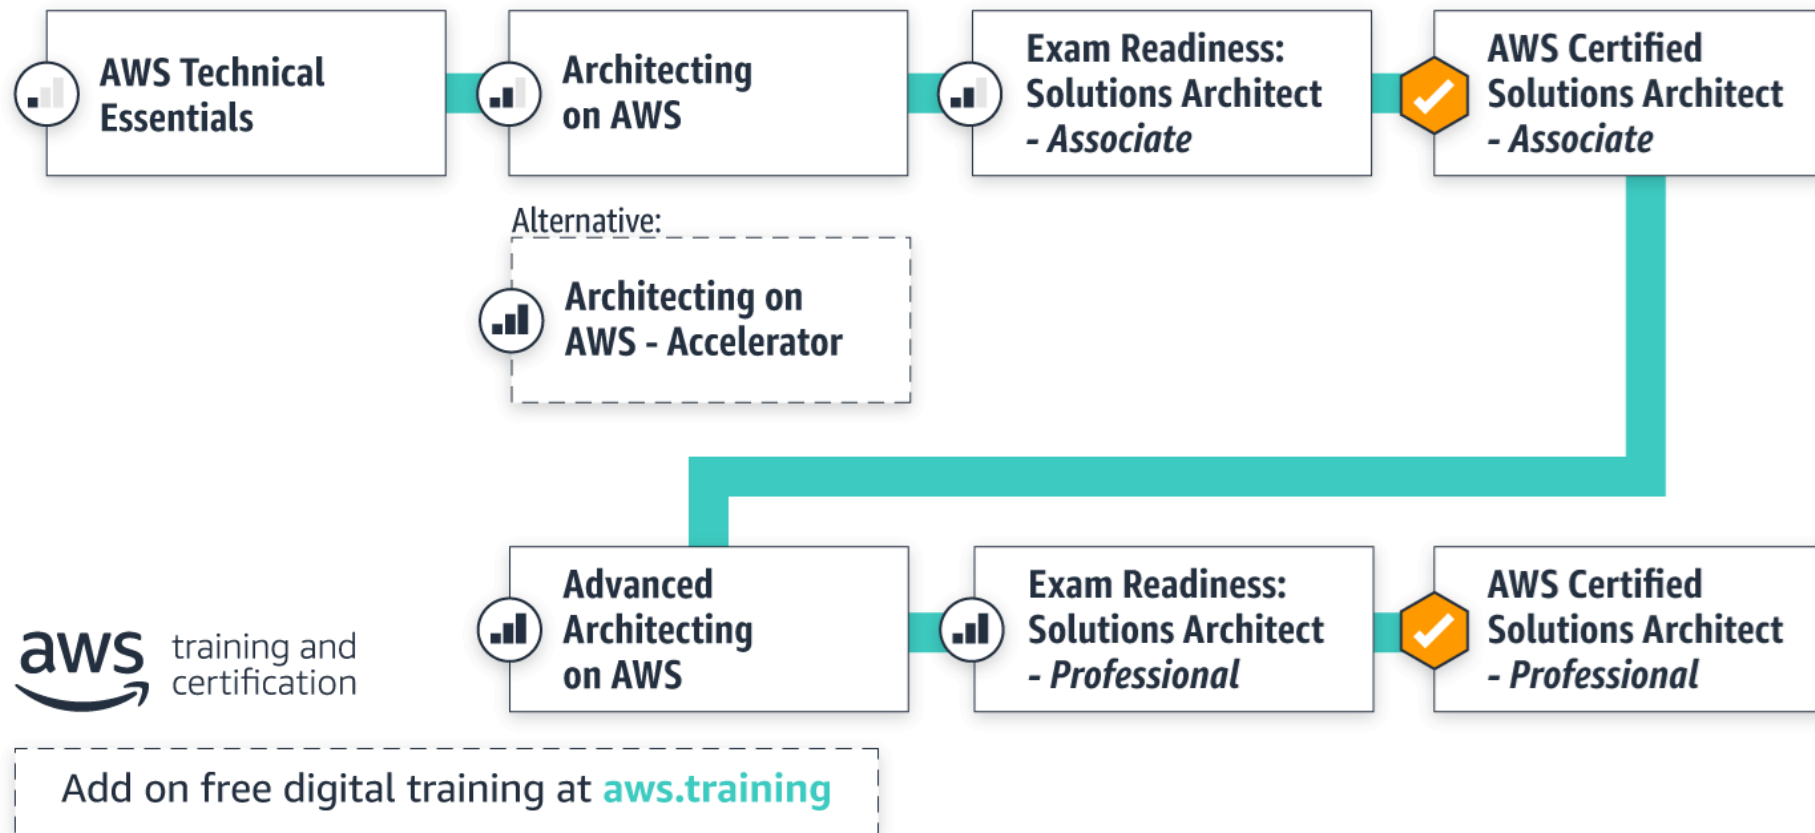 AWS Technical
Essentials
Architecting
on AWS
Exam Readiness:
Solutions Architect
- Associate
AWS Certified
Solutions Architect
- Associate
Alternative:
Architecting on
AWS - Accelerator
Advanced
Architecting
on AWS
Exam Readiness:
Solutions Architect
- Professional
AWS Certified
Solutions Architect
- Professional
aws training and
certification
Add on free digital training at aws.training